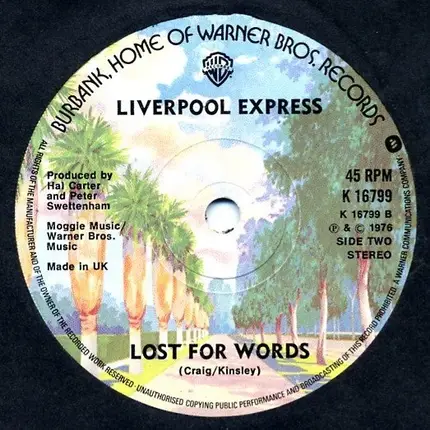 BURBANK, HOME OF WARNER BROS. RECORDS
WB
LIVERPOOL EXPRESS
Produced by
Hal Carter
and Peter
Swettenham
Moggie Music/
Warner Bros.
Music
Made in UK
45 RPM
K 16799
K 16799 B
Ⓟ & © 1976
SIDE TWO
STEREO
LOST FOR WORDS
(Craig/Kinsley)
ALL RIGHTS OF THE MANUFACTURER AND OF THE OWNER OF THE RECORDED WORK RESERVED · UNAUTHORISED COPYING PUBLIC PERFORMANCE AND BROADCASTING OF THIS RECORD PROHIBITED. A WARNER COMMUNICATIONS COMPANY.